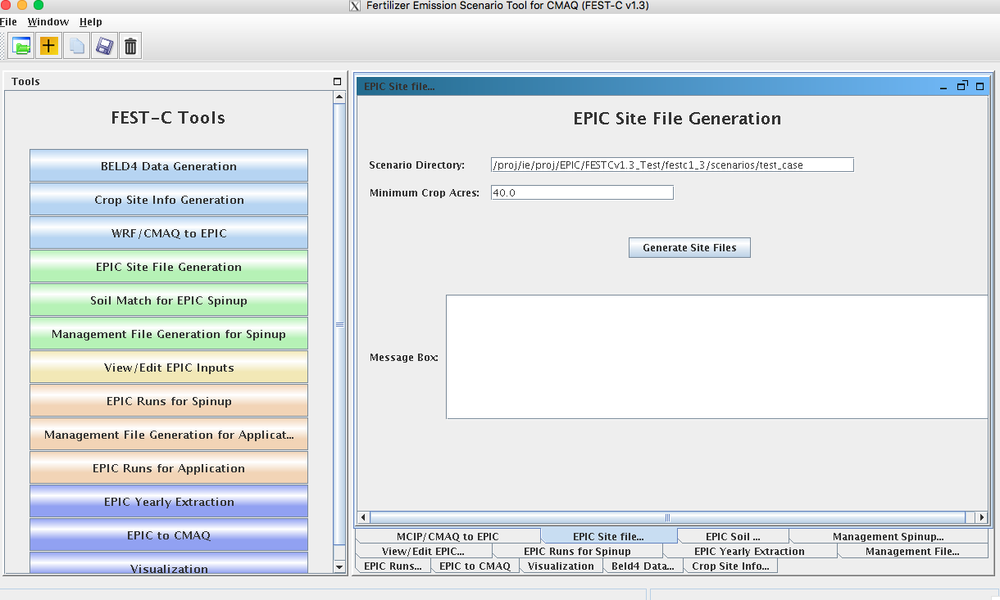 Fertilizer Emission Scenario Tool for CMAQ (FEST-C v1.3)
File Window Help
Tools
FEST-C Tools
BELD4 Data Generation
Crop Site Info Generation
WRF/CMAQ to EPIC
EPIC Site File Generation
Soil Match for EPIC Spinup
Management File Generation for Spinup
View/Edit EPIC Inputs
EPIC Runs for Spinup
Management File Generation for Applicat...
EPIC Runs for Application
EPIC Yearly Extraction
EPIC to CMAQ
Visualization
EPIC Site file...
EPIC Site File Generation
Scenario Directory: /proj/ie/proj/EPIC/FESTCv1.3_Test/festc1_3/scenarios/test_case
Minimum Crop Acres: 40.0
Generate Site Files
Message Box:
MCIP/CMAQ to EPIC EPIC Site file... EPIC Soil ... Management Spinup...
View/Edit EPIC... EPIC Runs for Spinup EPIC Yearly Extraction Management File...
EPIC Runs... EPIC to CMAQ Visualization Beld4 Data... Crop Site Info...